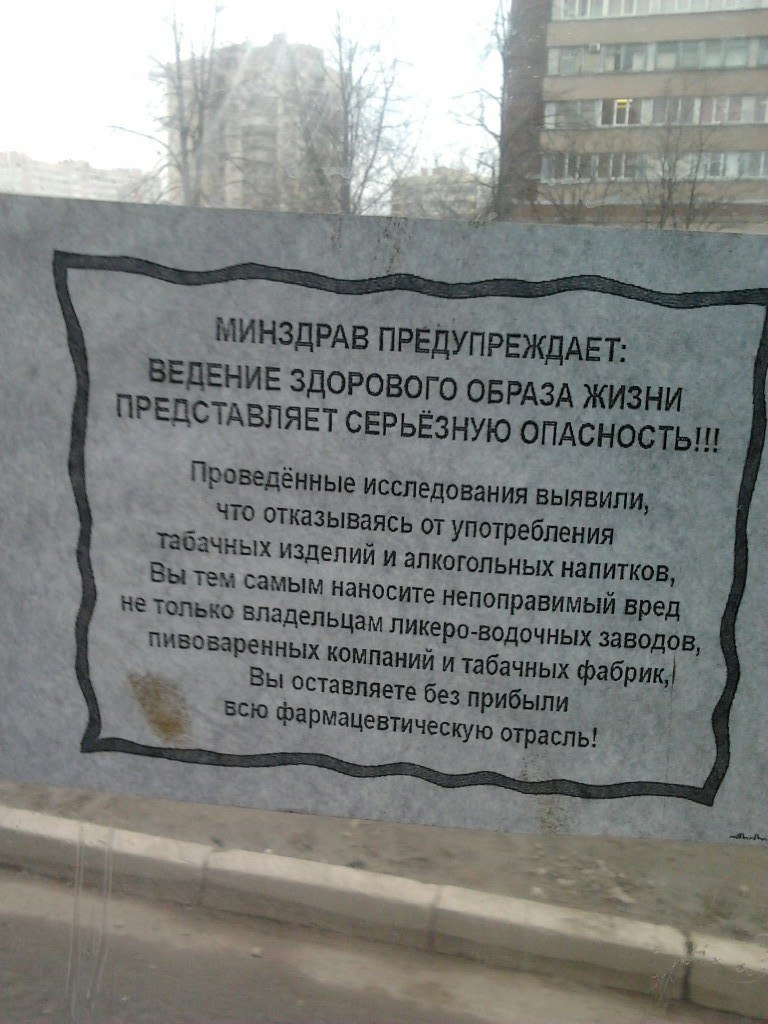 МИНЗДРАВ ПРЕДУПРЕЖДАЕТ:
ВЕДЕНИЕ ЗДОРОВОГО ОБРАЗА ЖИЗНИ
ПРЕДСТАВЛЯЕТ СЕРЬЁЗНУЮ ОПАСНОСТЬ!!!
Проведённые исследования выявили,
что отказываясь от употребления
табачных изделий и алкогольных напитков,
Вы тем самым наносите непоправимый вред
не только владельцам ликеро-водочных заводов,
пивоваренных компаний и табачных фабрик,
Вы оставляете без прибыли
всю фармацевтическую отрасль!